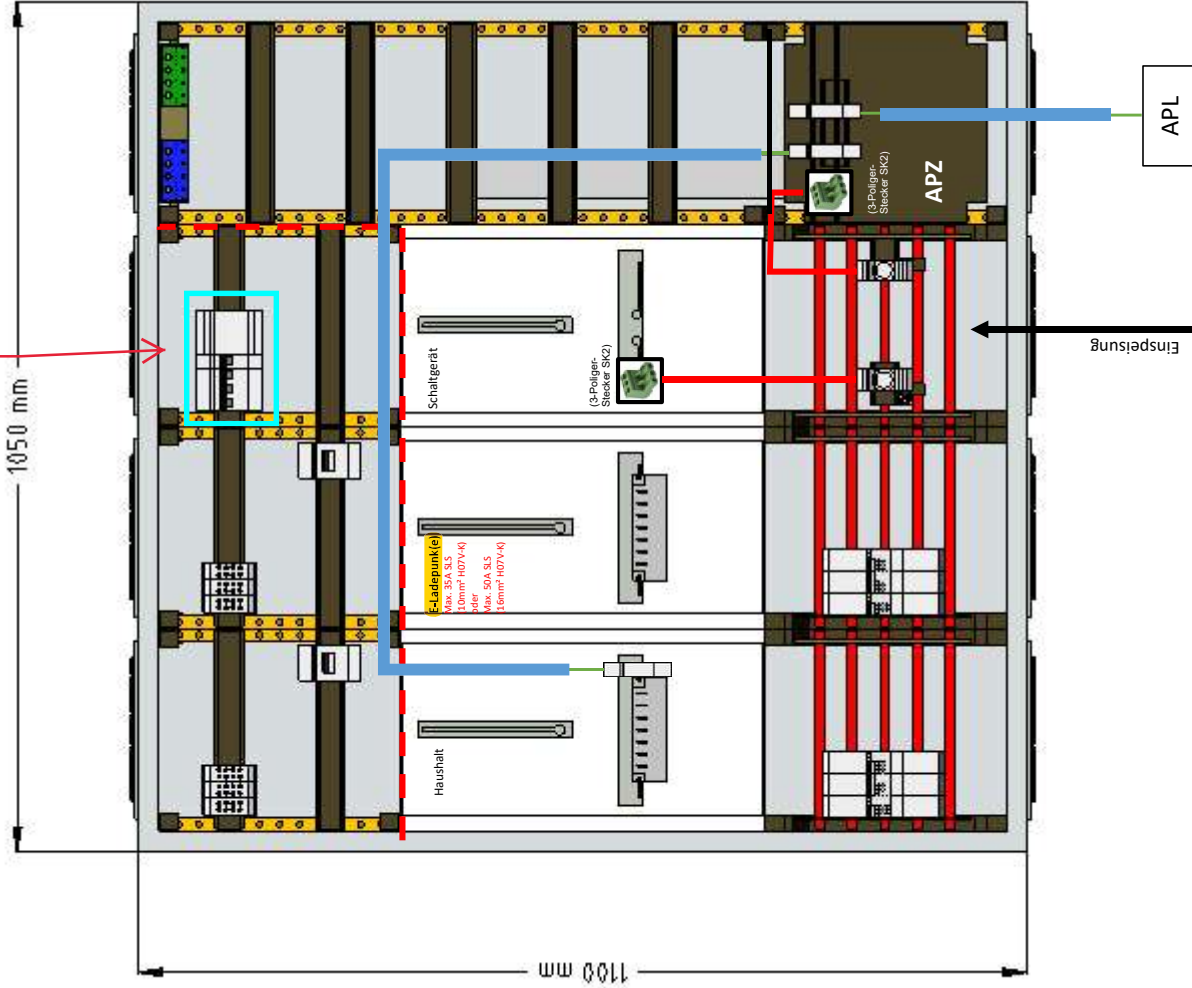 1050 mm
Schaltgerät
(3-Poliger-
Stecker SK2)
E-Ladepunk(e)
Max. 35A SLS
(10mm² H07V-K)
oder
Max. 50A SLS
(16mm² H07V-K)
Haushalt
(3-Poliger-
Stecker SK2)
APZ
APL
Einspeisung
1100 mm